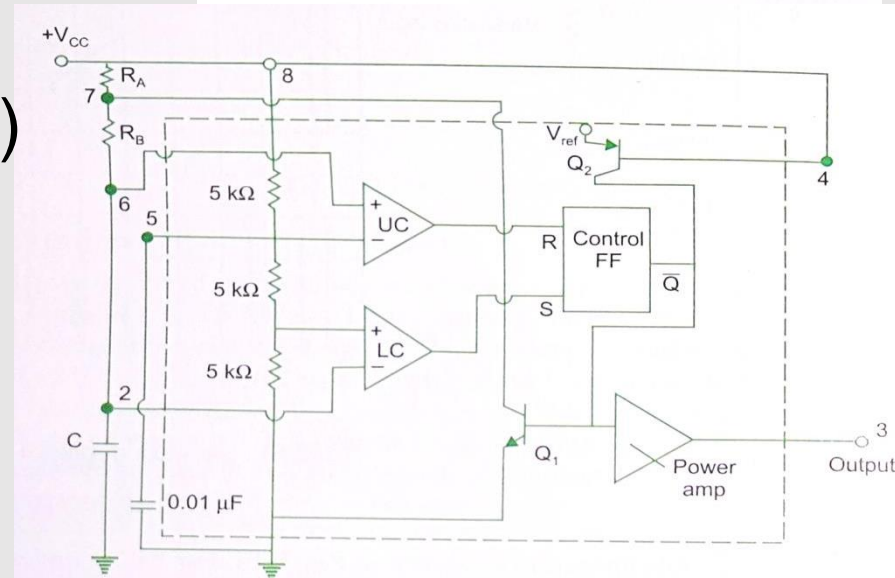 +VCC
RA
8
7
)
RB
Vref
Q2
4
6
5 kΩ
5
+
UC
−
R
Control
FF
Q̅
5 kΩ
S
+
LC
−
5 kΩ
2
C
Q1
3
Output
Power
amp
0.01 μF